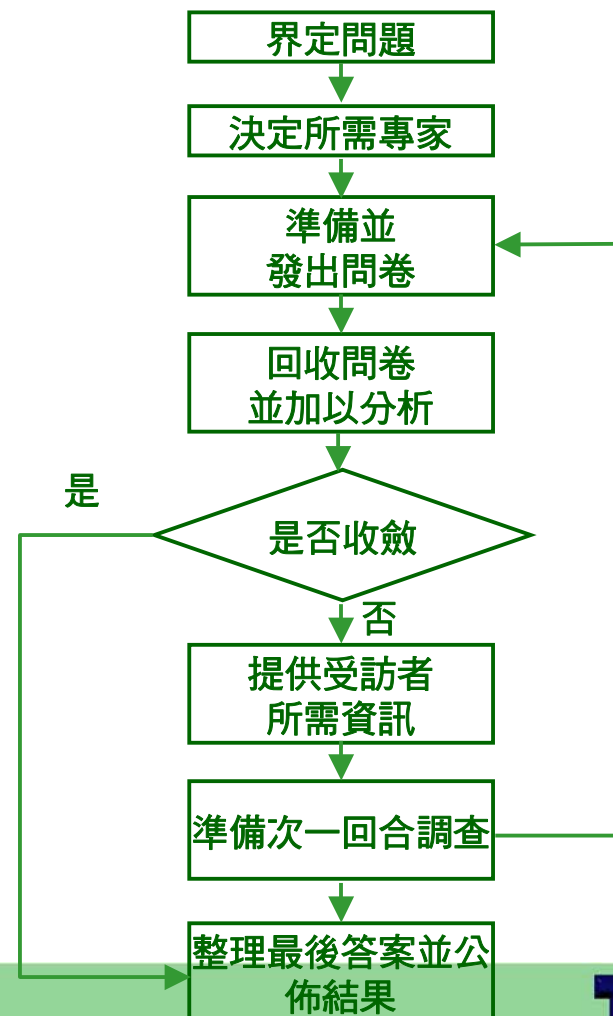 界定問題
決定所需專家
準備並
發出問卷
回收問卷
並加以分析
是
是否收斂
否
提供受訪者
所需資訊
準備次一回合調查
整理最後答案並公
佈結果